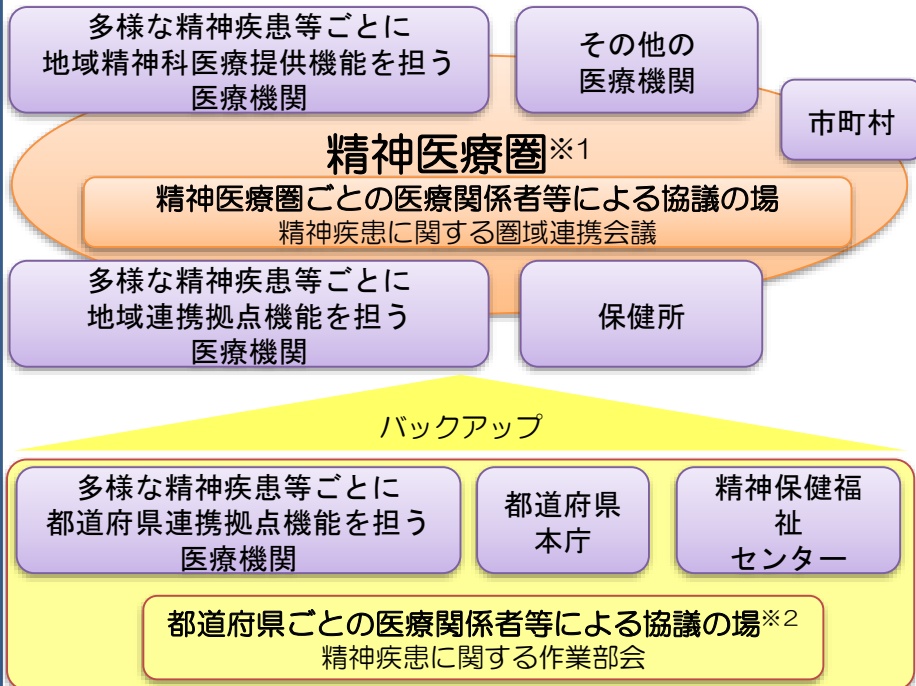 多様な精神疾患等ごとに
地域精神科医療提供機能を担う
医療機関
その他の
医療機関
市町村
精神医療圏※1
精神医療圏ごとの医療関係者等による協議の場
精神疾患に関する圏域連携会議
多様な精神疾患等ごとに
地域連携拠点機能を担う
医療機関
保健所
バックアップ
多様な精神疾患等ごとに
都道府県連携拠点機能を担う
医療機関
都道府県
本庁
精神保健福
祉
センター
都道府県ごとの医療関係者等による協議の場※2
精神疾患に関する作業部会